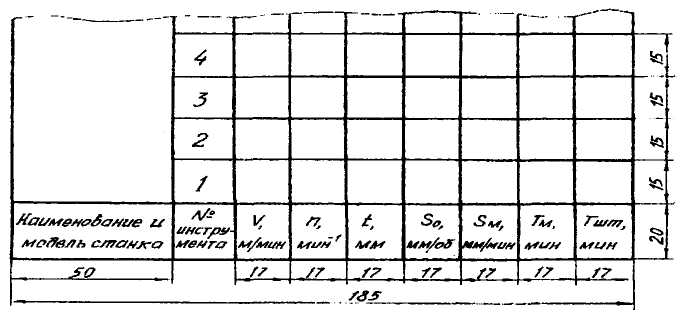 4
15
3
15
2
15
1
15
Наименование и модель станка
№ инстру-мента
V, м/мин
n, мин⁻¹
t, мм
Sо, мм/об
Sм, мм/мин
Tм, мин
Tшт, мин
20
50
17
17
17
17
17
17
17
185